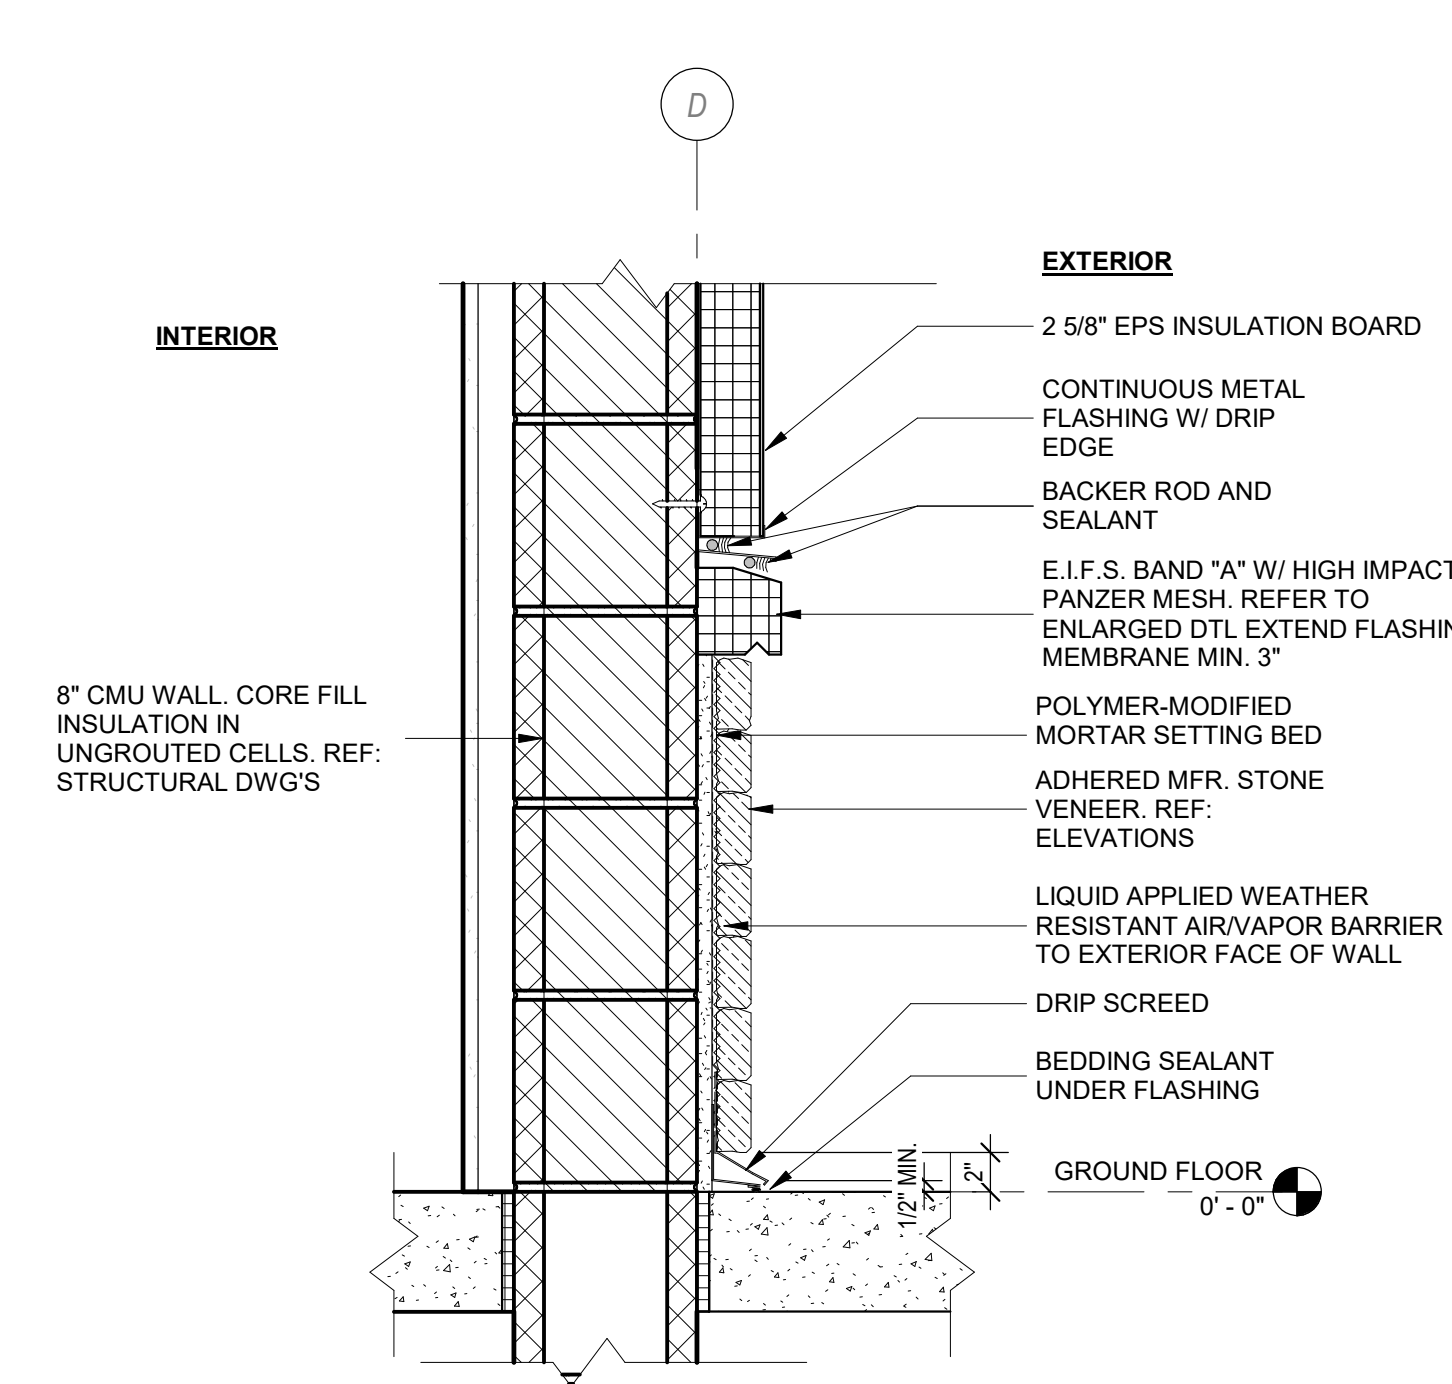 D
EXTERIOR
INTERIOR
2 5/8" EPS INSULATION BOARD
CONTINUOUS METAL
FLASHING W/ DRIP
EDGE
BACKER ROD AND
SEALANT
E.I.F.S. BAND "A" W/ HIGH IMPACT
PANZER MESH. REFER TO
ENLARGED DTL EXTEND FLASHIN
MEMBRANE MIN. 3"
8" CMU WALL. CORE FILL
INSULATION IN
UNGROUTED CELLS. REF:
STRUCTURAL DWG'S
POLYMER-MODIFIED
MORTAR SETTING BED
ADHERED MFR. STONE
VENEER. REF:
ELEVATIONS
LIQUID APPLIED WEATHER
RESISTANT AIR/VAPOR BARRIER
TO EXTERIOR FACE OF WALL
DRIP SCREED
BEDDING SEALANT
UNDER FLASHING
1/2" MIN.
2"
GROUND FLOOR
0' - 0"